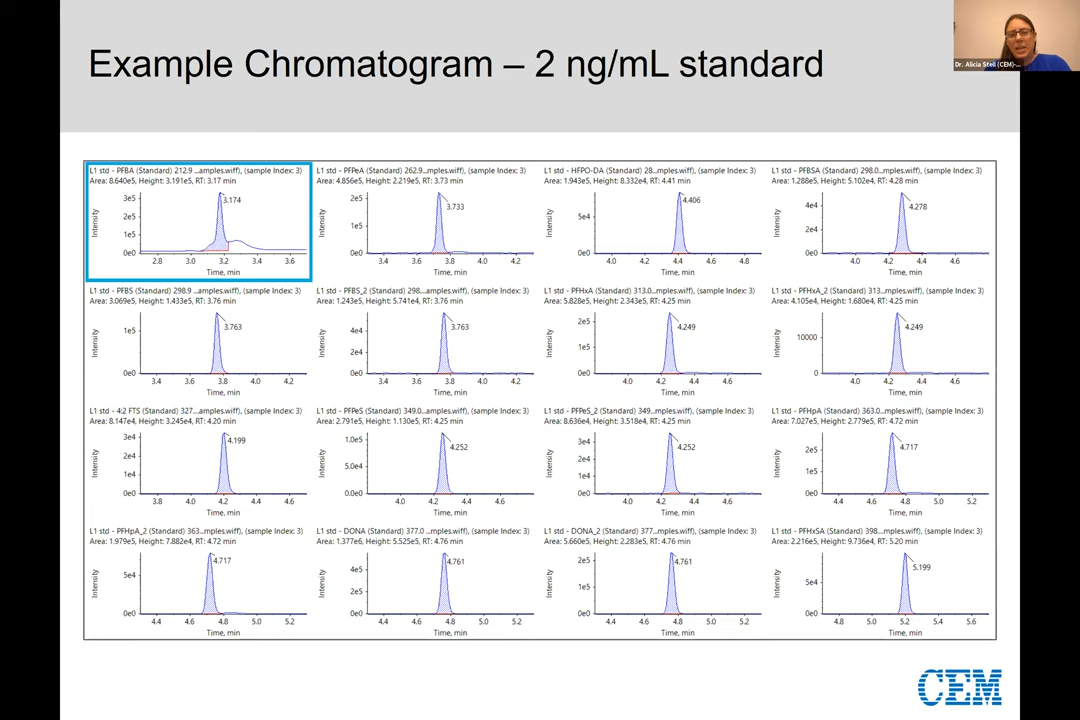 Example Chromatogram – 2 ng/mL standard
Dr. Alicia Stell (CEM)-...
L1 std - PFBA (Standard) 212.9 ...amples.wiff), (sample Index: 3)
Area: 8.640e5, Height: 3.191e5, RT: 3.17 min
3e5
2e5
1e5
0e0
Intensity
3.174
2.8 3.0 3.2 3.4 3.6
Time, min
L1 std - PFPeA (Standard) 262.9...amples.wiff), (sample Index: 3)
Area: 4.856e5, Height: 2.219e5, RT: 3.73 min
2e5
1e5
0e0
Intensity
3.733
3.4 3.6 3.8 4.0 4.2
Time, min
L1 std - HFPO-DA (Standard) 28...mples.wiff), (sample Index: 3)
Area: 1.943e5, Height: 8.332e4, RT: 4.41 min
5e4
0e0
Intensity
4.406
4.0 4.2 4.4 4.6 4.8
Time, min
L1 std - PFBSA (Standard) 298.0...mples.wiff), (sample Index: 3)
Area: 1.288e5, Height: 5.102e4, RT: 4.28 min
4e4
2e4
0e0
Intensity
4.278
4.0 4.2 4.4 4.6
Time, min
L1 std - PFBS (Standard) 298.9 ...amples.wiff), (sample Index: 3)
Area: 3.069e5, Height: 1.433e5, RT: 3.76 min
1e5
0e0
Intensity
3.763
3.4 3.6 3.8 4.0 4.2
Time, min
L1 std - PFBS_2 (Standard) 298...amples.wiff), (sample Index: 3)
Area: 1.243e5, Height: 5.741e4, RT: 3.76 min
4e4
2e4
0e0
Intensity
3.763
3.4 3.6 3.8 4.0 4.2
Time, min
L1 std - PFHxA (Standard) 313.0...mples.wiff), (sample Index: 3)
Area: 5.828e5, Height: 2.343e5, RT: 4.25 min
2e5
1e5
0e0
Intensity
4.249
4.0 4.2 4.4 4.6
Time, min
L1 std - PFHxA_2 (Standard) 313...mples.wiff), (sample Index: 3)
Area: 4.105e4, Height: 1.680e4, RT: 4.25 min
10000
0
Intensity
4.249
4.0 4.2 4.4 4.6
Time, min
L1 std - 4:2 FTS (Standard) 327...amples.wiff), (sample Index: 3)
Area: 8.147e4, Height: 3.245e4, RT: 4.20 min
3e4
2e4
1e4
0e0
Intensity
4.199
3.8 4.0 4.2 4.4 4.6
Time, min
L1 std - PFPeS (Standard) 349.0...amples.wiff), (sample Index: 3)
Area: 2.791e5, Height: 1.130e5, RT: 4.25 min
1.0e5
5.0e4
0.0e0
Intensity
4.252
4.0 4.2 4.4 4.6
Time, min
L1 std - PFPeS_2 (Standard) 349...mples.wiff), (sample Index: 3)
Area: 8.636e4, Height: 3.518e4, RT: 4.25 min
3e4
2e4
1e4
0e0
Intensity
4.252
4.0 4.2 4.4 4.6
Time, min
L1 std - PFHpA (Standard) 363.0...mples.wiff), (sample Index: 3)
Area: 7.027e5, Height: 2.779e5, RT: 4.72 min
2e5
1e5
0e0
Intensity
4.717
4.4 4.6 4.8 5.0 5.2
Time, min
L1 std - PFHpA_2 (Standard) 363...mples.wiff), (sample Index: 3)
Area: 1.979e5, Height: 7.882e4, RT: 4.72 min
5e4
0e0
Intensity
4.717
4.4 4.6 4.8 5.0 5.2
Time, min
L1 std - DONA (Standard) 377.0 ...mples.wiff), (sample Index: 3)
Area: 1.377e6, Height: 5.525e5, RT: 4.76 min
4e5
2e5
0e0
Intensity
4.761
4.4 4.6 4.8 5.0 5.2
Time, min
L1 std - DONA_2 (Standard) 377...mples.wiff), (sample Index: 3)
Area: 5.660e5, Height: 2.283e5, RT: 4.76 min
2e5
1e5
0e0
Intensity
4.761
4.4 4.6 4.8 5.0 5.2
Time, min
L1 std - PFHxSA (Standard) 398...mples.wiff), (sample Index: 3)
Area: 2.216e5, Height: 9.736e4, RT: 5.20 min
5e4
0e0
Intensity
5.199
4.8 5.0 5.2 5.4 5.6
Time, min
CEM